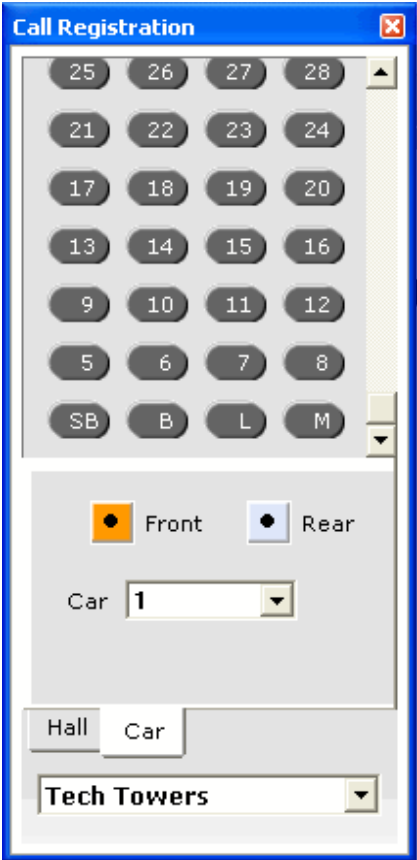 Call Registration
25 26 27 28
21 22 23 24
17 18 19 20
13 14 15 16
9 10 11 12
5 6 7 8
SB B L M
Front Rear
Car 1
Hall Car
Tech Towers